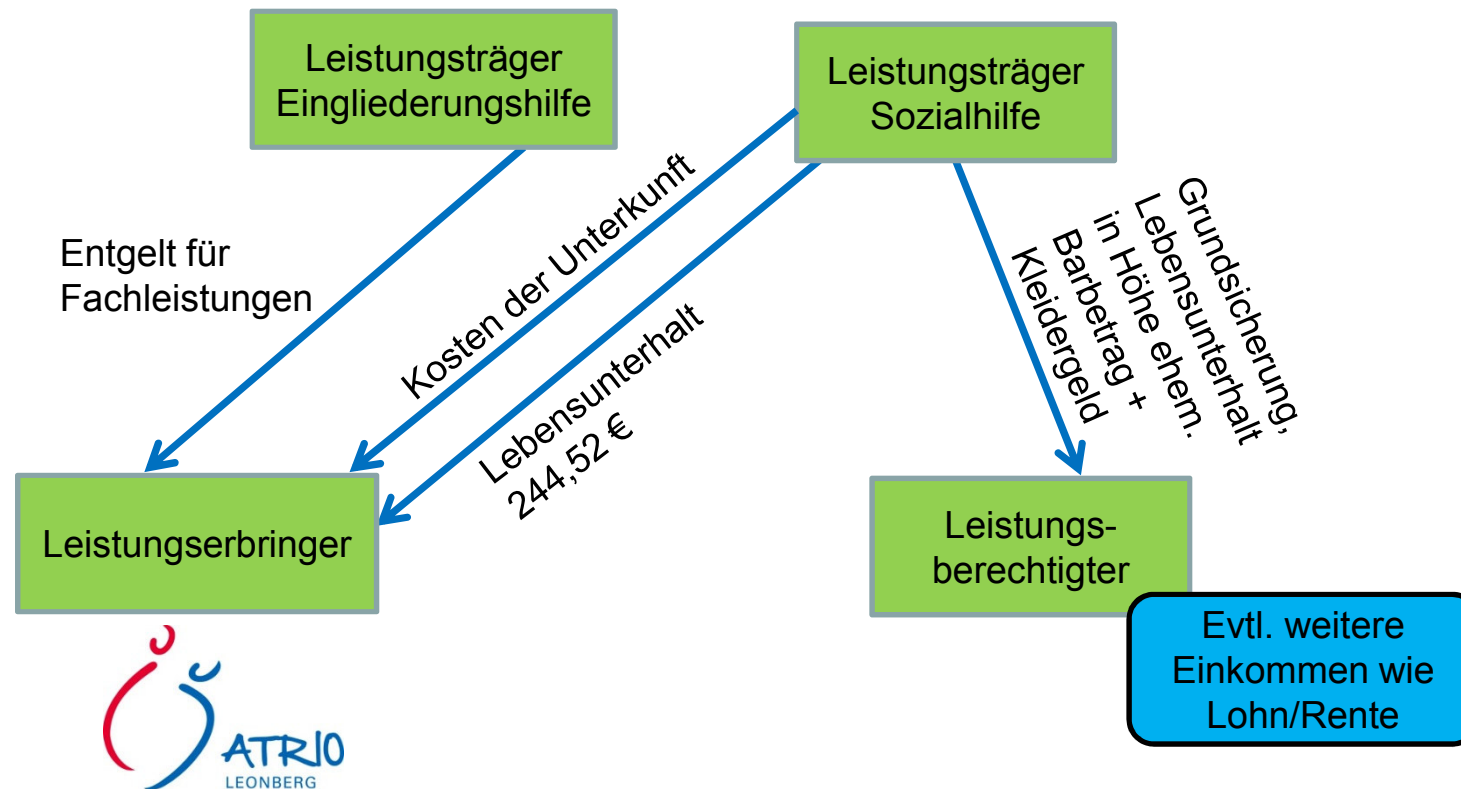 Leistungsträger
Eingliederungshilfe
Leistungsträger
Sozialhilfe
Entgelt für
Fachleistungen
Kosten der Unterkunft
Lebensunterhalt
244,52 €
Grundsicherung,
Lebensunterhalt
in Höhe ehem.
Barbetrag +
Kleidergeld
Leistungserbringer
Leistungs-
berechtigter
Evtl. weitere
Einkommen wie
Lohn/Rente
ATRIO
LEONBERG